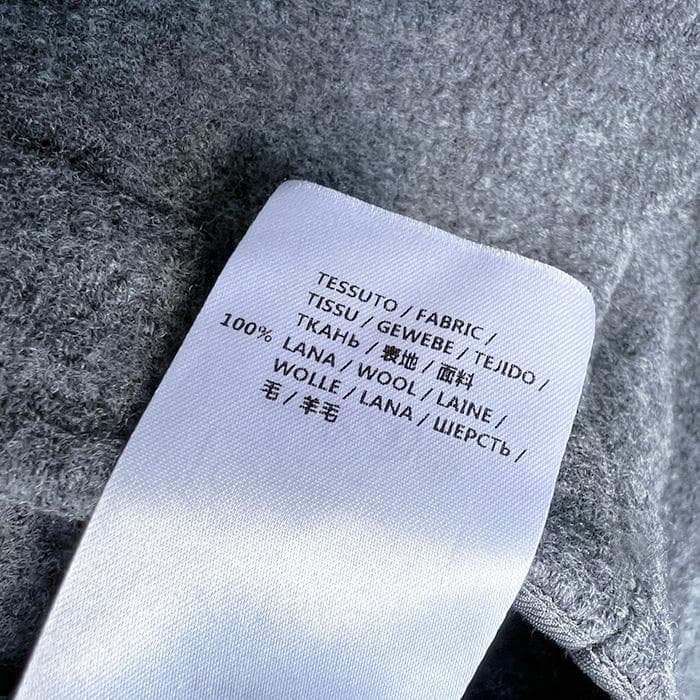 TESSUTO / FABRIC /
TISSU / GEWEBE / TEJIDO /
ТКАНЬ / 表地 / 面料
100% LANA / WOOL / LAINE /
WOLLE / LANA / ШЕРСТЬ /
毛 / 羊毛